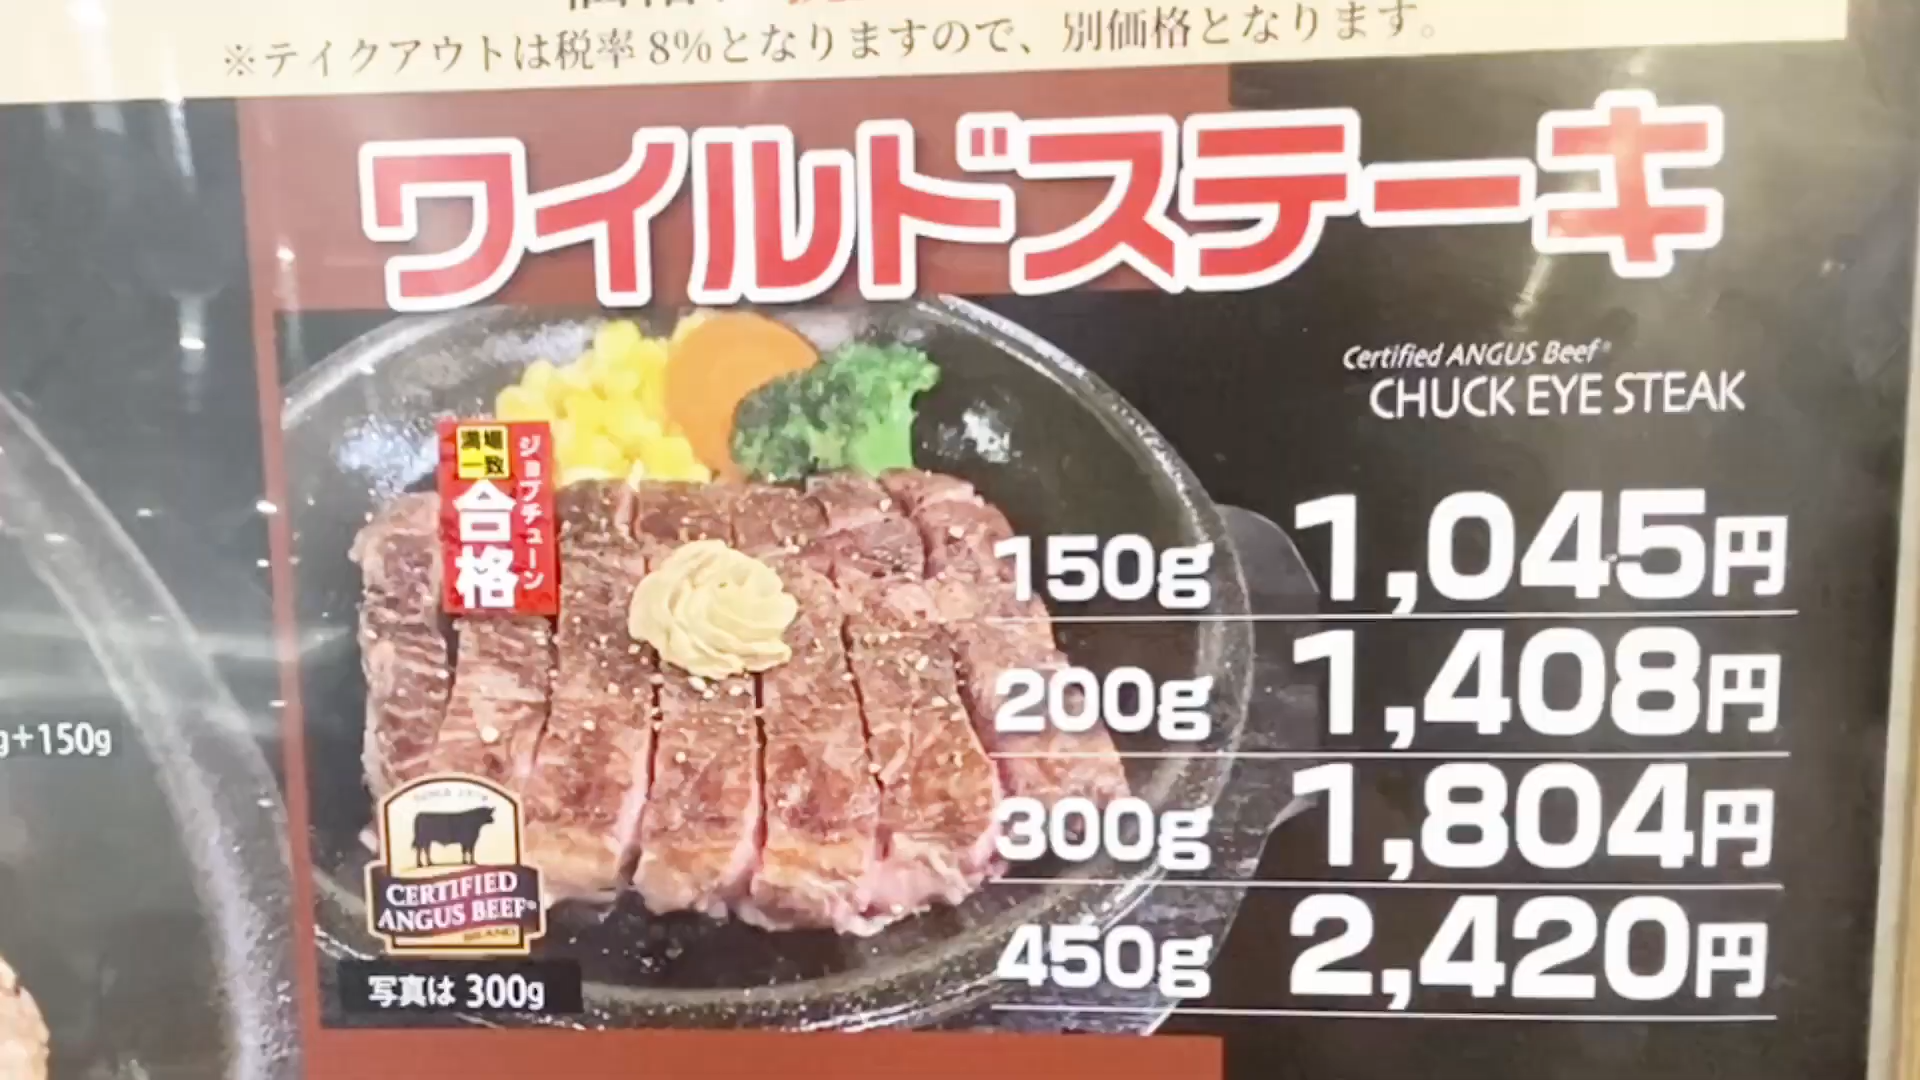 ※テイクアウトは税率8%となりますので、別価格となります。
ワイルドステーキ
Certified ANGUS Beef®
CHUCK EYE STEAK
満場一致
合格
ジョブチューン
150g 1,045円
200g 1,408円
300g 1,804円
450g 2,420円
g+150g
CERTIFIED
ANGUS BEEF®
BRAND
写真は 300g